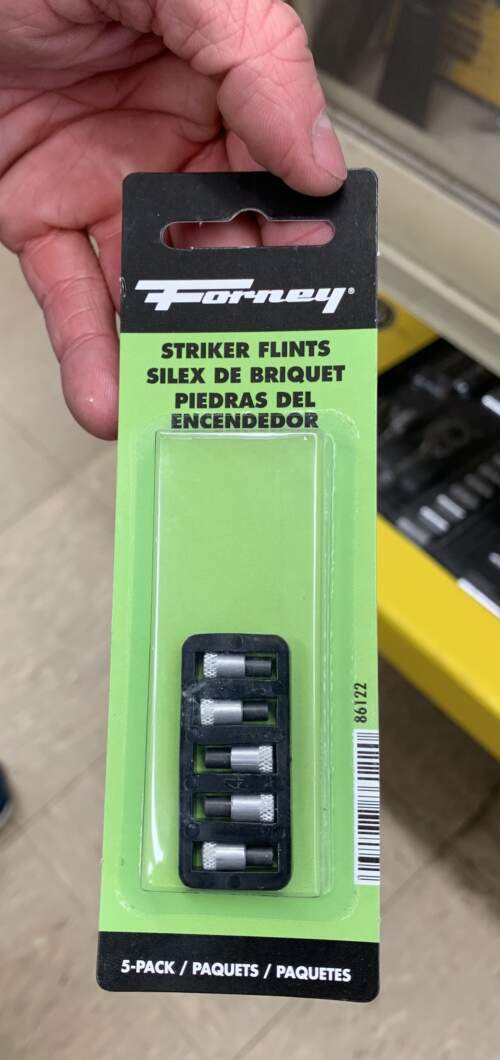 Forney®
STRIKER FLINTS
SILEX DE BRIQUET
PIEDRAS DEL
ENCENDEDOR
86122
5-PACK / PAQUETS / PAQUETES